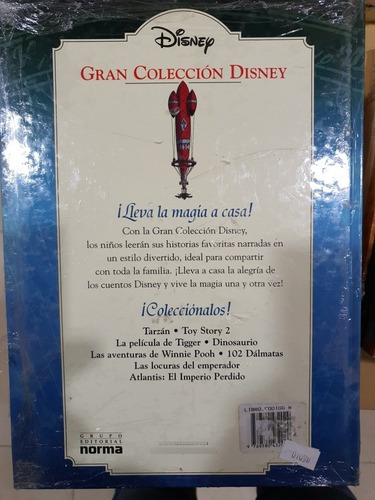 Disney
GRAN COLECCIÓN DISNEY
¡Lleva la magia a casa!
Con la Gran Colección Disney,
los niños leerán sus historias favoritas narradas en
un estilo divertido, ideal para compartir
con toda la familia. ¡Lleva a casa la alegría de
los cuentos Disney y vive la magia una y otra vez!
¡Colecciónalos!
Tarzán • Toy Story 2
La película de Tigger • Dinosaurio
Las aventuras de Winnie Pooh • 102 Dálmatas
Las locuras del emperador
Atlantis: El Imperio Perdido
GRUPO
EDITORIAL
norma